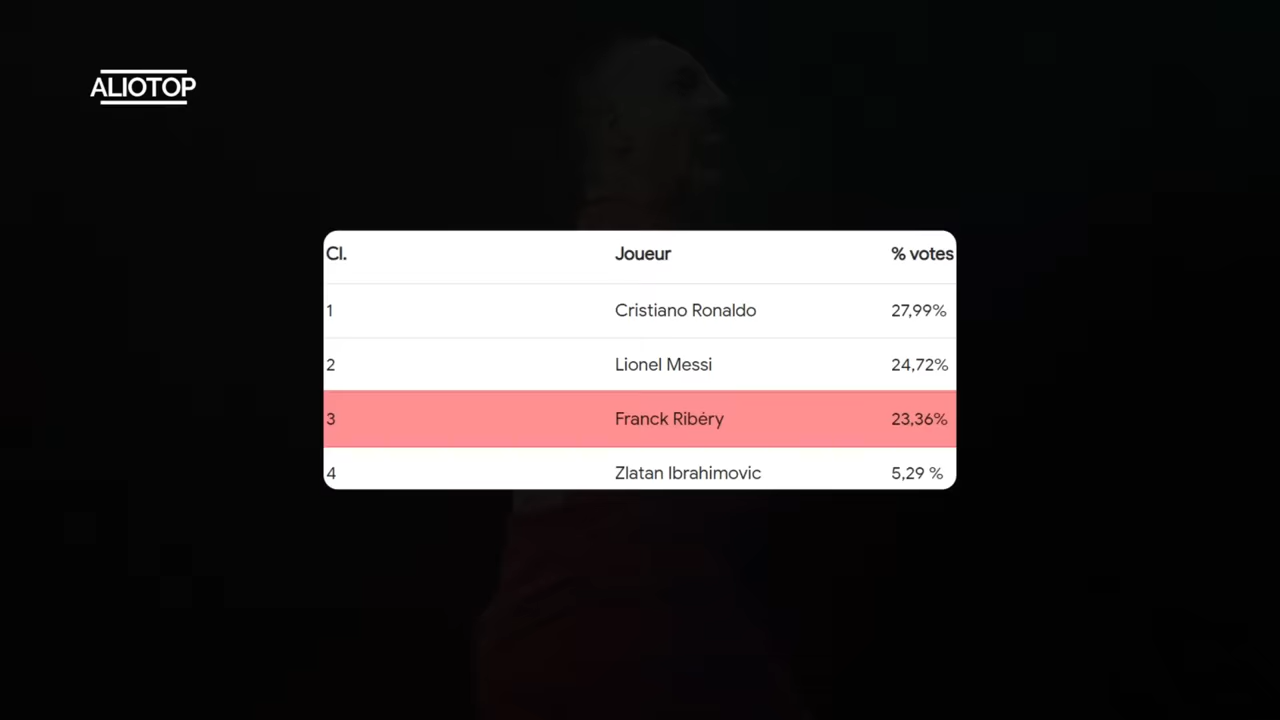 ALIOTOP
Cl. Joueur % votes
1 Cristiano Ronaldo 27,99%
2 Lionel Messi 24,72%
3 Franck Ribéry 23,36%
4 Zlatan Ibrahimovic 5,29 %